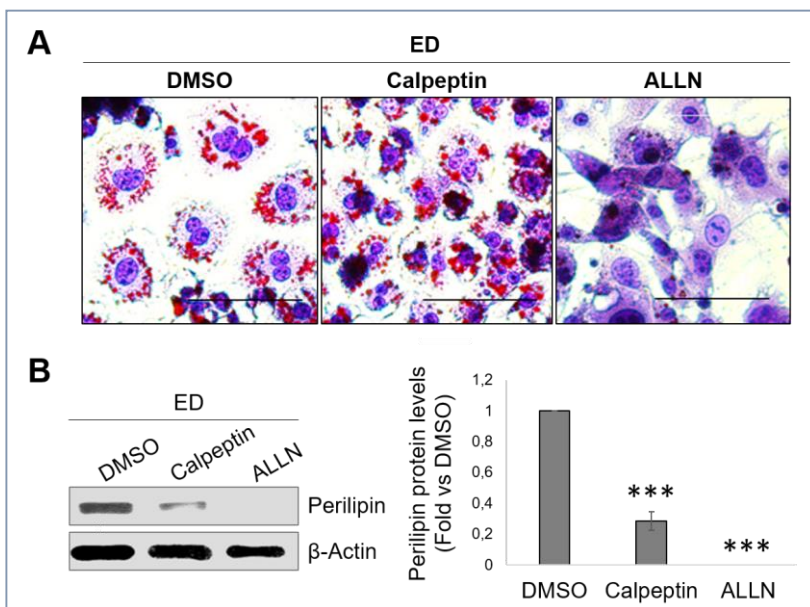 A
ED
DMSO Calpeptin ALLN
B
ED
DMSO Calpeptin ALLN
Perilipin
β-Actin
Perilipin protein levels
(Fold vs DMSO)
1,2
1
0,8
0,6
0,4
0,2
0
***
***
DMSO Calpeptin ALLN